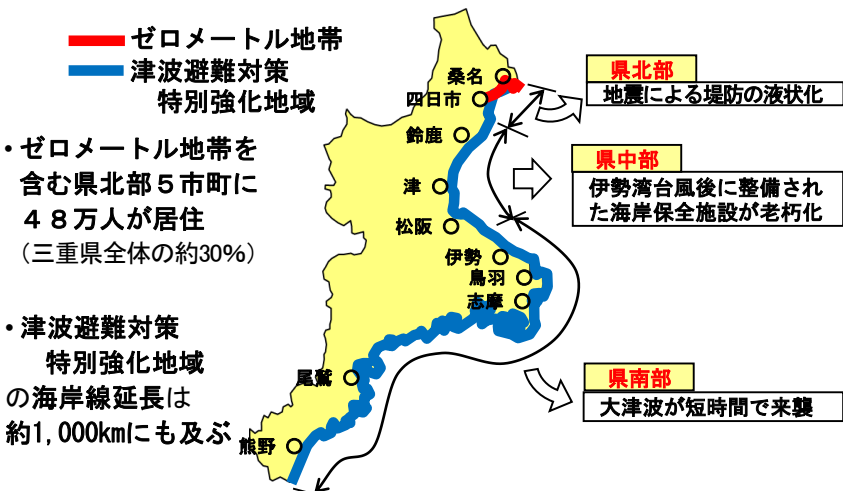 ゼロメートル地帯
津波避難対策
特別強化地域
・ゼロメートル地帯を
含む県北部５市町に
４８万人が居住
（三重県全体の約30%）
・津波避難対策
特別強化地域
の海岸線延長は
約1,000kmにも及ぶ
桑名
四日市
鈴鹿
津
松阪
伊勢
鳥羽
志摩
尾鷲
熊野
県北部
地震による堤防の液状化
県中部
伊勢湾台風後に整備され
た海岸保全施設が老朽化
県南部
大津波が短時間で来襲